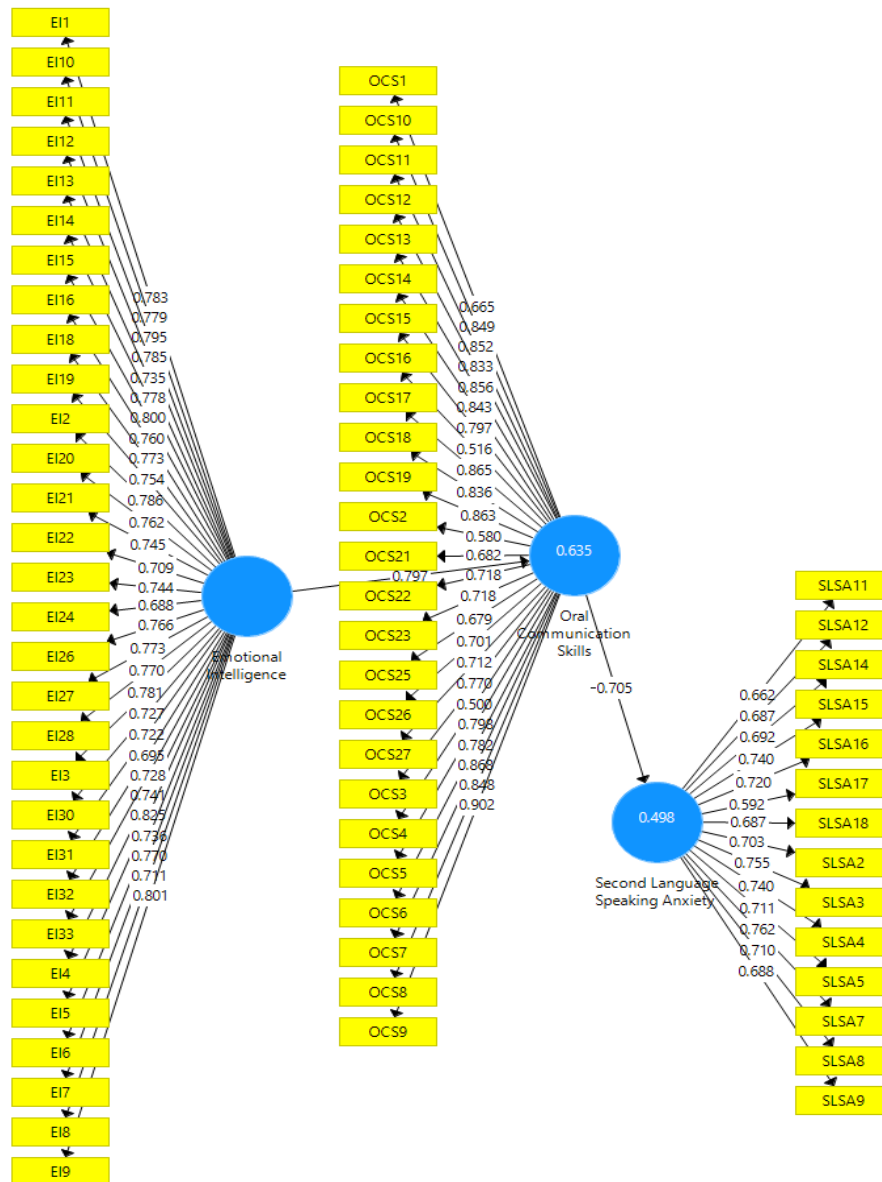 EI1
EI10
EI11
EI12
EI13
EI14
EI15
EI16
EI18
EI19
EI2
EI20
EI21
EI22
EI23
EI24
EI26
EI27
EI28
EI3
EI30
EI31
EI32
EI33
EI4
EI5
EI6
EI7
EI8
EI9
0.783
0.779
0.795
0.785
0.735
0.778
0.800
0.760
0.773
0.754
0.786
0.762
0.745
0.709
0.744
0.688
0.766
0.773
0.770
0.781
0.727
0.722
0.695
0.728
0.741
0.825
0.736
0.770
0.711
0.801
Emotional
Intelligence
0.797
OCS1
OCS10
OCS11
OCS12
OCS13
OCS14
OCS15
OCS16
OCS17
OCS18
OCS19
OCS2
OCS21
OCS22
OCS23
OCS25
OCS26
OCS27
OCS3
OCS4
OCS5
OCS6
OCS7
OCS8
OCS9
0.665
0.849
0.852
0.833
0.856
0.843
0.797
0.516
0.865
0.836
0.863
0.580
0.682
0.718
0.718
0.679
0.701
0.712
0.770
0.500
0.798
0.782
0.868
0.848
0.902
0.635
Oral
Communication
Skills
-0.705
0.498
Second Language
Speaking Anxiety
0.662
0.687
0.692
0.740
0.720
0.592
0.687
0.703
0.755
0.740
0.711
0.762
0.710
0.688
SLSA11
SLSA12
SLSA14
SLSA15
SLSA16
SLSA17
SLSA18
SLSA2
SLSA3
SLSA4
SLSA5
SLSA7
SLSA8
SLSA9